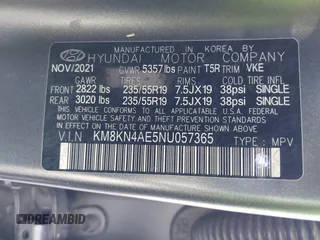 MANUFACTURED IN KOREA BY
HYUNDAI MOTOR COMPANY
NOV/2021 GVWR 5357 lbs PAINT T5R TRIM VKE
GAWR TIRES RIMS COLD TIRE INFLATION
FRONT 2822 lbs 235/55R19 7.5JX19 38psi SINGLE
REAR 3020 lbs 235/55R19 7.5JX19 38psi SINGLE
THIS VEHICLE CONFORMS TO ALL APPLICABLE U.S.A. FEDERAL
MOTOR VEHICLE SAFETY AND THEFT PREVENTION STANDARDS
IN EFFECT ON THE DATE OF MANUFACTURE SHOWN ABOVE.
V.I.N KM8KN4AE5NU057365 TYPE : MPV
DREAMBID